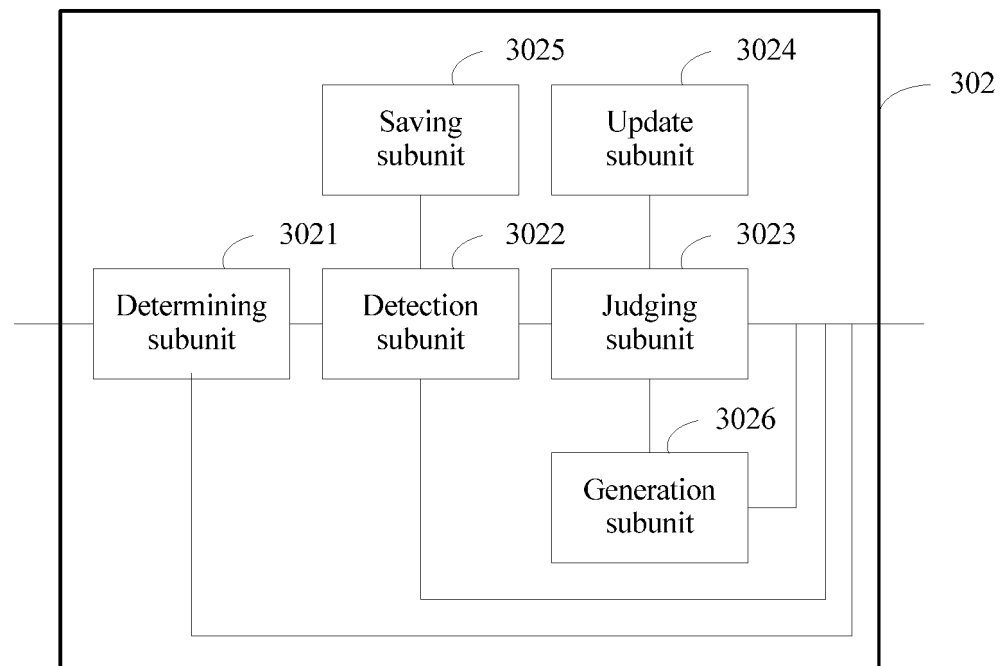 3025
3024
302
Saving
subunit
Update
subunit
3021
3022
3023
Determining
subunit
Detection
subunit
Judging
subunit
3026
Generation
subunit